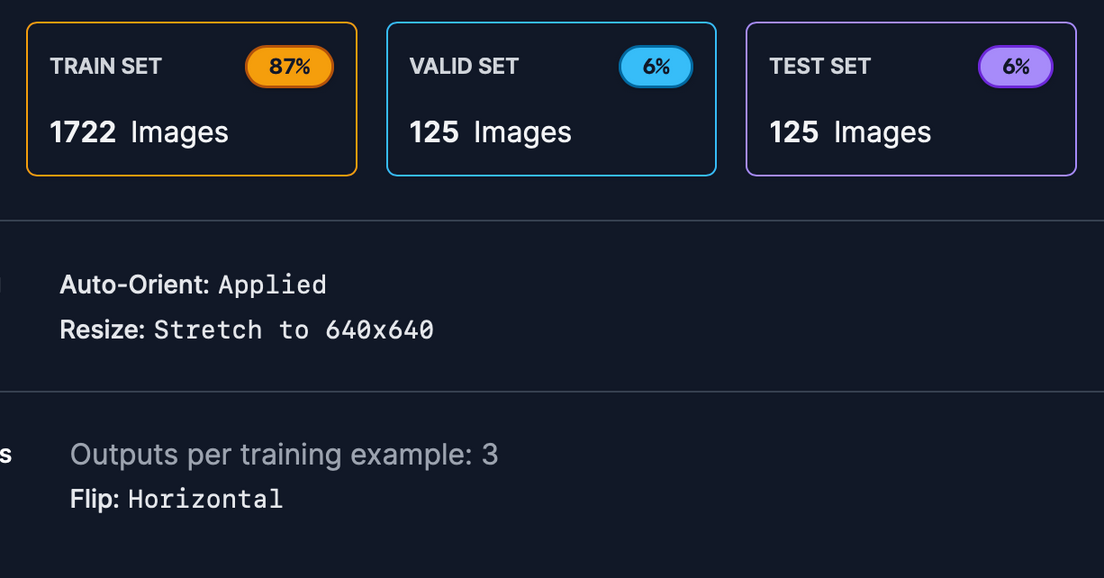 TRAIN SET 87%
1722 Images
VALID SET 6%
125 Images
TEST SET 6%
125 Images
Auto-Orient: Applied
Resize: Stretch to 640x640
s
Outputs per training example: 3
Flip: Horizontal